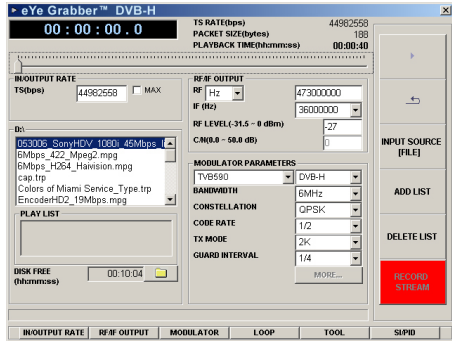 eYe Grabber™ DVB-H
00 : 00 : 00 . 0
TS RATE(bps) 44982558
PACKET SIZE(bytes) 188
PLAYBACK TIME(hh:mm:ss) 00:00:40
IN/OUTPUT RATE
TS(bps) 44982558 MAX
RF/IF OUTPUT
RF Hz 473000000
IF (Hz) 36000000
RF LEVEL(-31.5 ~ 0 dBm) -27
C/N(0.0 ~ 50.0 dB) 0
D:\
053006_SonyHDV_1080i_45Mbps_
6Mbps_422_Mpeg2.mpg
6Mbps_H264_Haivision.mpg
cap.trp
Colors of Miami Service_Type.trp
EncoderHD2_19Mbps.mpg
PLAY LIST
DISK FREE 00:10:04
(hh:mm:ss)
MODULATOR PARAMETERS
TVB590 DVB-H
BANDWIDTH 6MHz
CONSTELLATION QPSK
CODE RATE 1/2
TX MODE 2K
GUARD INTERVAL 1/4
MORE...
INPUT SOURCE
[FILE]
ADD LIST
DELETE LIST
RECORD
STREAM
IN/OUTPUT RATE RF/IF OUTPUT MODULATOR LOOP TOOL SI/PID